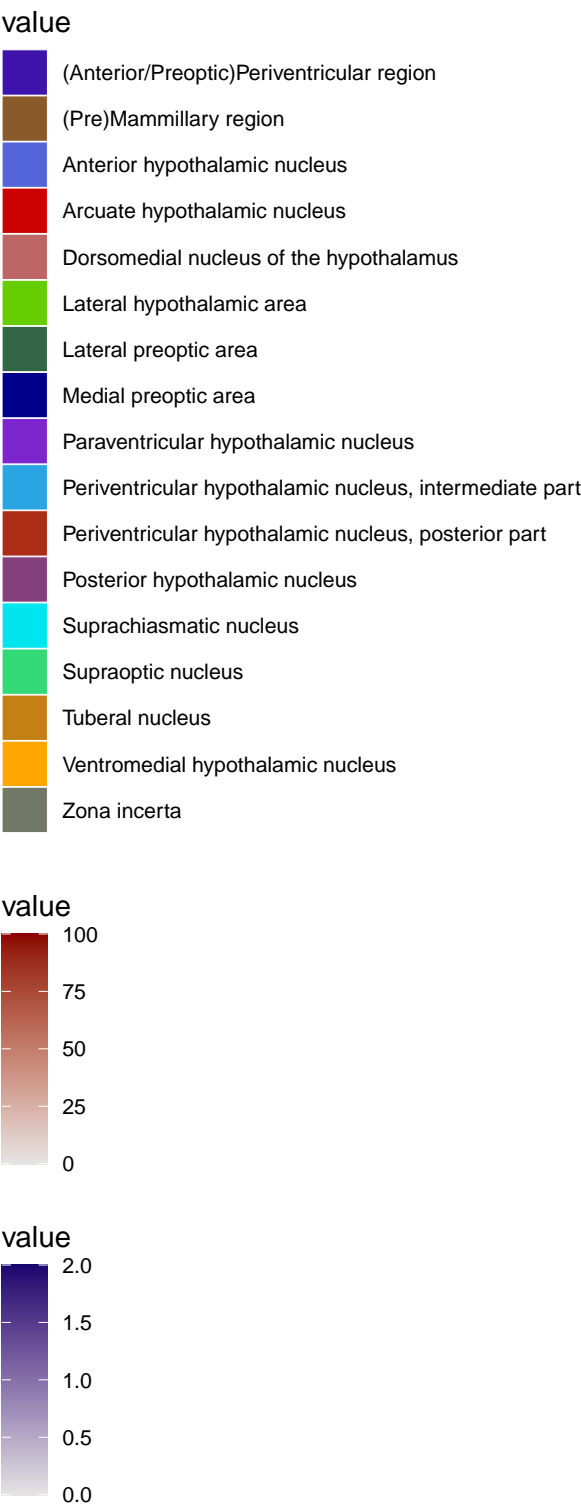 value
(Anterior/Preoptic)Periventricular region
(Pre)Mammillary region
Anterior hypothalamic nucleus
Arcuate hypothalamic nucleus
Dorsomedial nucleus of the hypothalamus
Lateral hypothalamic area
Lateral preoptic area
Medial preoptic area
Paraventricular hypothalamic nucleus
Periventricular hypothalamic nucleus, intermediate part
Periventricular hypothalamic nucleus, posterior part
Posterior hypothalamic nucleus
Suprachiasmatic nucleus
Supraoptic nucleus
Tuberal nucleus
Ventromedial hypothalamic nucleus
Zona incerta
value
100
75
50
25
0
value
2.0
1.5
1.0
0.5
0.0